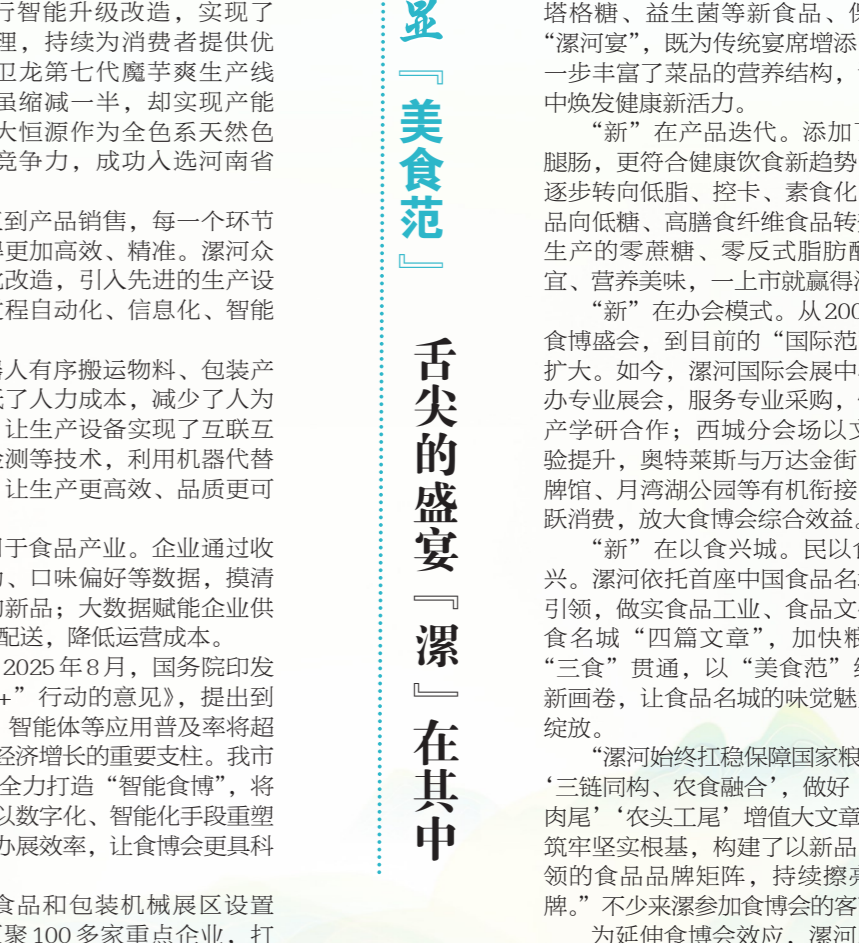 行智能升级改造，实现了
理，持续为消费者提供优
卫龙第七代魔芋爽生产线
虽缩减一半，却实现产能
大恒源作为全色系天然色
竞争力，成功入选河南省
到产品销售，每一个环节
得更加高效、精准。漯河众
化改造，引入先进的生产设
过程自动化、信息化、智能
器人有序搬运物料、包装产
低了人力成本，减少了人为
让生产设备实现了互联互
检测等技术，利用机器代替
让生产更高效、品质更可
用于食品产业。企业通过收
、口味偏好等数据，摸清
的新品；大数据赋能企业供
配送，降低运营成本。
2025年8月，国务院印发
+”行动的意见》，提出到
智能体等应用普及率将超
经济增长的重要支柱。我市
全力打造“智能食博”，将
以数字化、智能化手段重塑
办展效率，让食博会更具科
食品和包装机械展区设置
聚100多家重点企业，打
显『美食范』
舌尖的盛宴『漯』在其中
塔格糖、益生菌等新食品、
“漯河宴”，既为传统宴席增添
一步丰富了菜品的营养结构，
中焕发健康新活力。
“新”在产品迭代。添加
腿肠，更符合健康饮食新趋势
逐步转向低脂、控卡、素食化
品向低糖、高膳食纤维食品转
生产的零蔗糖、零反式脂肪酸
宜、营养美味，一上市就赢得
“新”在办会模式。从200
食博盛会，到目前的“国际范
扩大。如今，漯河国际会展中
办专业展会，服务专业采购，
产学研合作；西城分会场以文
验提升，奥特莱斯与万达金街
牌馆、月湾湖公园等有机衔接
跃消费，放大食博会综合效益。
“新”在以食兴城。民以食
兴。漯河依托首座中国食品名城
引领，做实食品工业、食品文
食名城“四篇文章”，加快粮
“三食”贯通，以“美食范”
新画卷，让食品名城的味觉魅
绽放。
“漯河始终扛稳保障国家粮
‘三链同构、农食融合’，做好
肉尾’‘农头工尾’增值大文章
筑牢坚实根基，构建了以新品
领的食品品牌矩阵，持续擦亮
牌。”不少来漯参加食博会的客
为延伸食博会效应，漯河